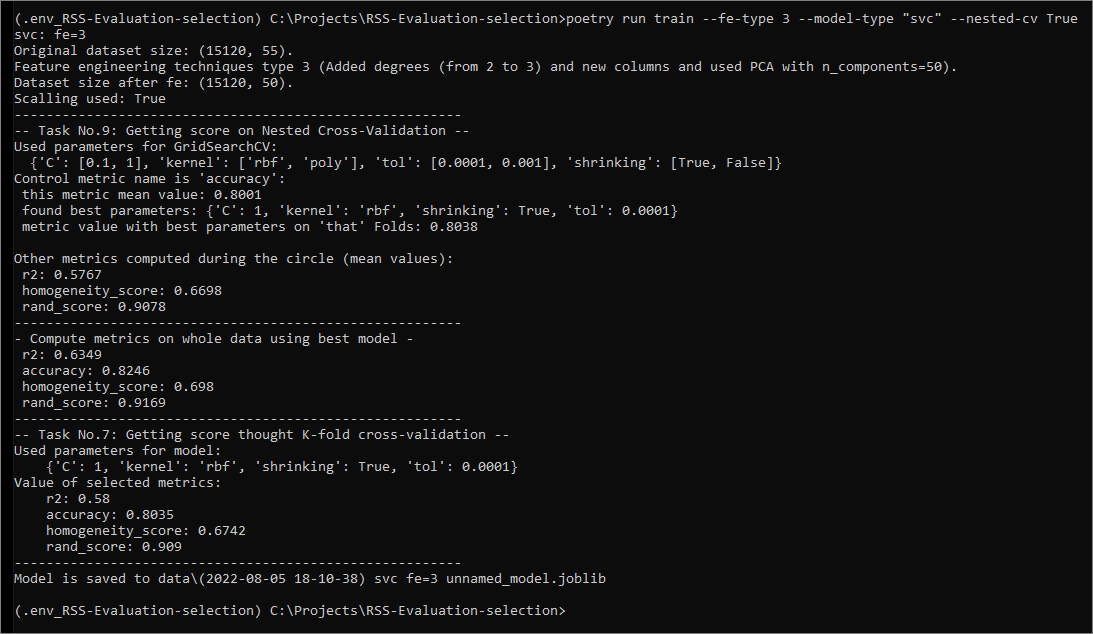 (.env_RSS-Evaluation-selection) C:\Projects\RSS-Evaluation-selection>poetry run train --fe-type 3 --model-type "svc" --nested-cv True
svc: fe=3
Original dataset size: (15120, 55).
Feature engineering techniques type 3 (Added degrees (from 2 to 3) and new columns and used PCA with n_components=50).
Dataset size after fe: (15120, 50).
Scalling used: True
--------------------------------------------------------
-- Task No.9: Getting score on Nested Cross-Validation --
Used parameters for GridSearchCV:
  {'C': [0.1, 1], 'kernel': ['rbf', 'poly'], 'tol': [0.0001, 0.001], 'shrinking': [True, False]}
Control metric name is 'accuracy':
 this metric mean value: 0.8001
 found best parameters: {'C': 1, 'kernel': 'rbf', 'shrinking': True, 'tol': 0.0001}
 metric value with best parameters on 'that' Folds: 0.8038

Other metrics computed during the circle (mean values):
 r2: 0.5767
 homogeneity_score: 0.6698
 rand_score: 0.9078
--------------------------------------------------------
- Compute metrics on whole data using best model -
 r2: 0.6349
 accuracy: 0.8246
 homogeneity_score: 0.698
 rand_score: 0.9169
--------------------------------------------------------
-- Task No.7: Getting score thought K-fold cross-validation --
Used parameters for model:
    {'C': 1, 'kernel': 'rbf', 'shrinking': True, 'tol': 0.0001}
Value of selected metrics:
    r2: 0.58
    accuracy: 0.8035
    homogeneity_score: 0.6742
    rand_score: 0.909
--------------------------------------------------------
Model is saved to data\(2022-08-05 18-10-38) svc fe=3 unnamed_model.joblib

(.env_RSS-Evaluation-selection) C:\Projects\RSS-Evaluation-selection>